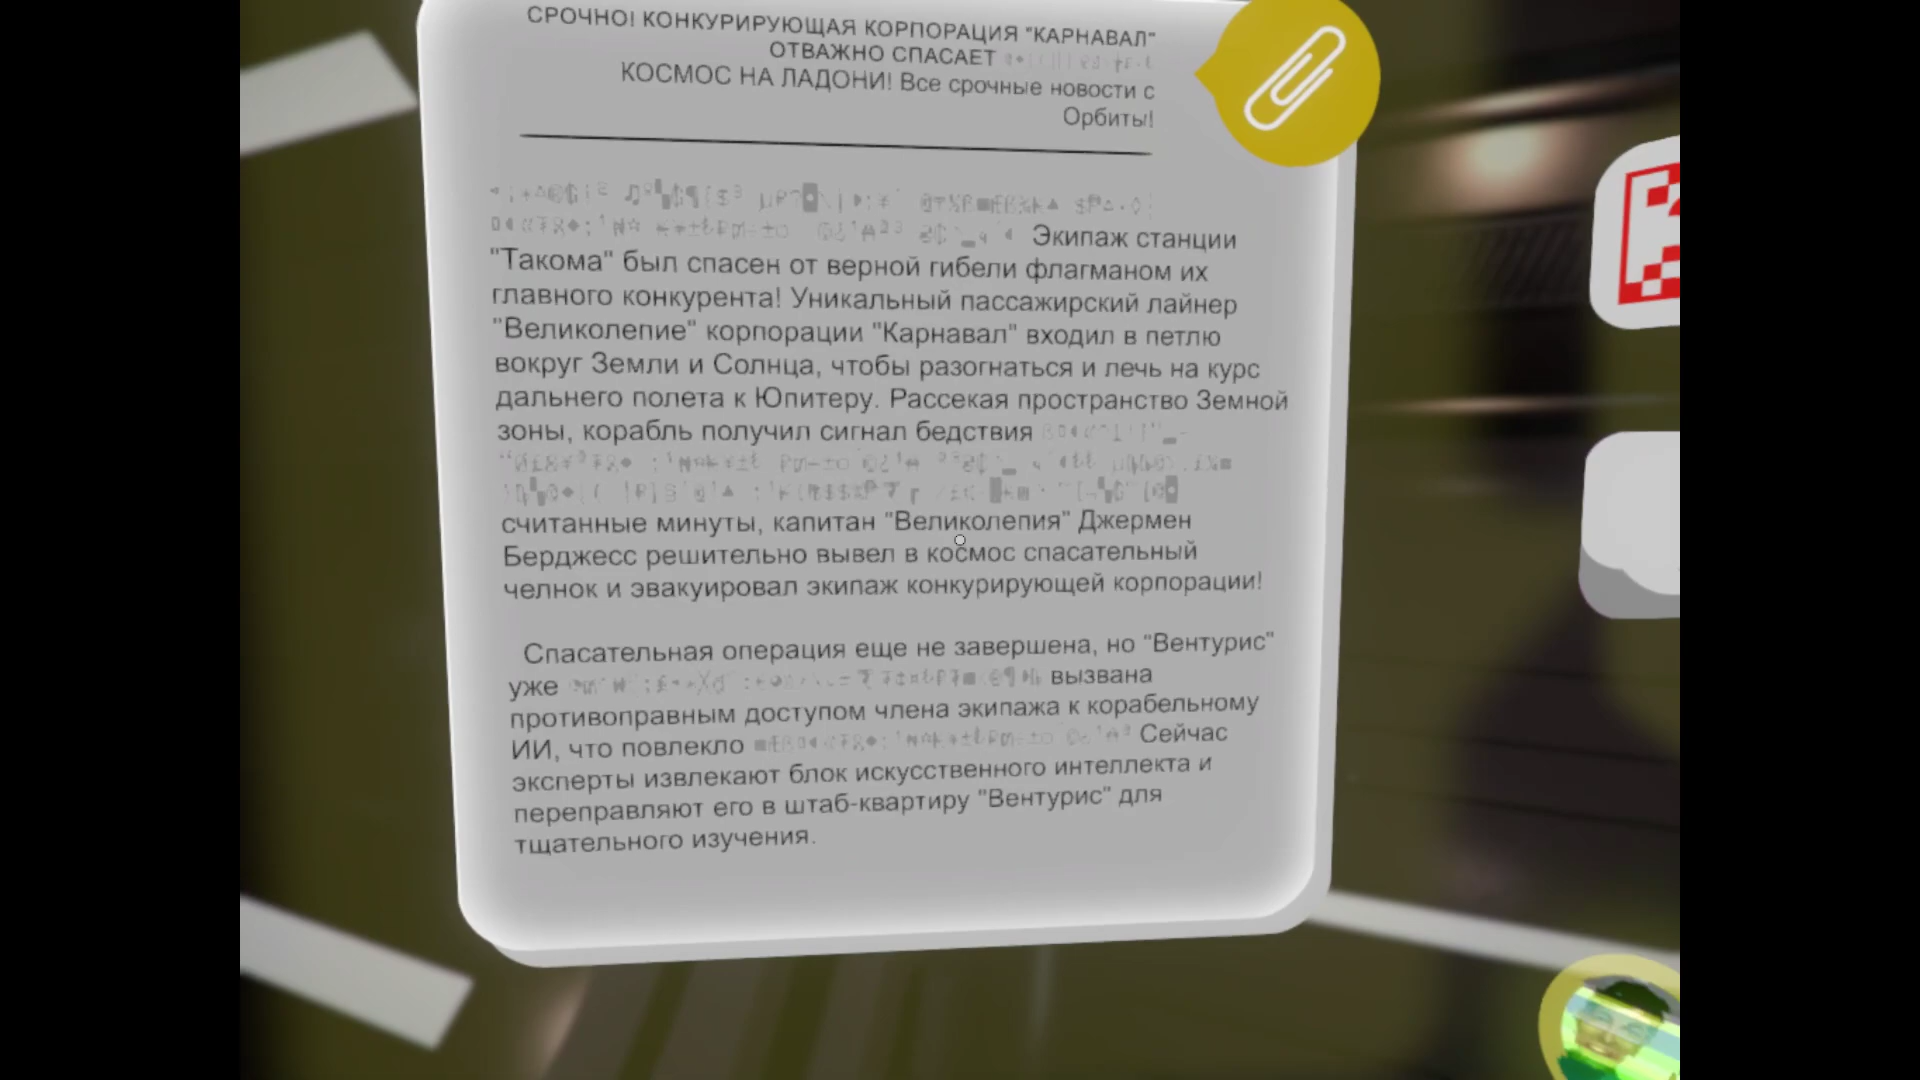 СРОЧНО! КОНКУРИРУЮЩАЯ КОРПОРАЦИЯ "КАРНАВАЛ"
ОТВАЖНО СПАСАЕТ
КОСМОС НА ЛАДОНИ! Все срочные новости с
Орбиты!
Экипаж станции
"Такома" был спасен от верной гибели флагманом их
главного конкурента! Уникальный пассажирский лайнер
"Великолепие" корпорации "Карнавал" входил в петлю
вокруг Земли и Солнца, чтобы разогнаться и лечь на курс
дальнего полета к Юпитеру. Рассекая пространство Земной
зоны, корабль получил сигнал бедствия
считанные минуты, капитан "Великолепия" Джермен
Берджесс решительно вывел в космос спасательный
челнок и эвакуировал экипаж конкурирующей корпорации!
Спасательная операция еще не завершена, но "Вентурис"
уже вызвана
противоправным доступом члена экипажа к корабельному
ИИ, что повлекло Сейчас
эксперты извлекают блок искусственного интеллекта и
переправляют его в штаб-квартиру "Вентурис" для
тщательного изучения.